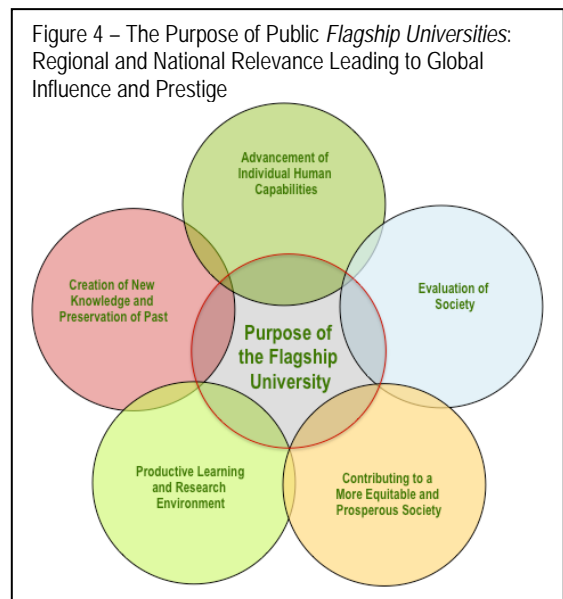 Figure 4 – The Purpose of Public Flagship Universities:
Regional and National Relevance Leading to Global
Influence and Prestige
Advancement of
Individual Human
Capabilities
Creation of New
Knowledge and
Preservation of Past
Evaluation of
Society
Purpose of
the Flagship
University
Productive Learning
and Research
Environment
Contributing to a
More Equitable and
Prosperous Society